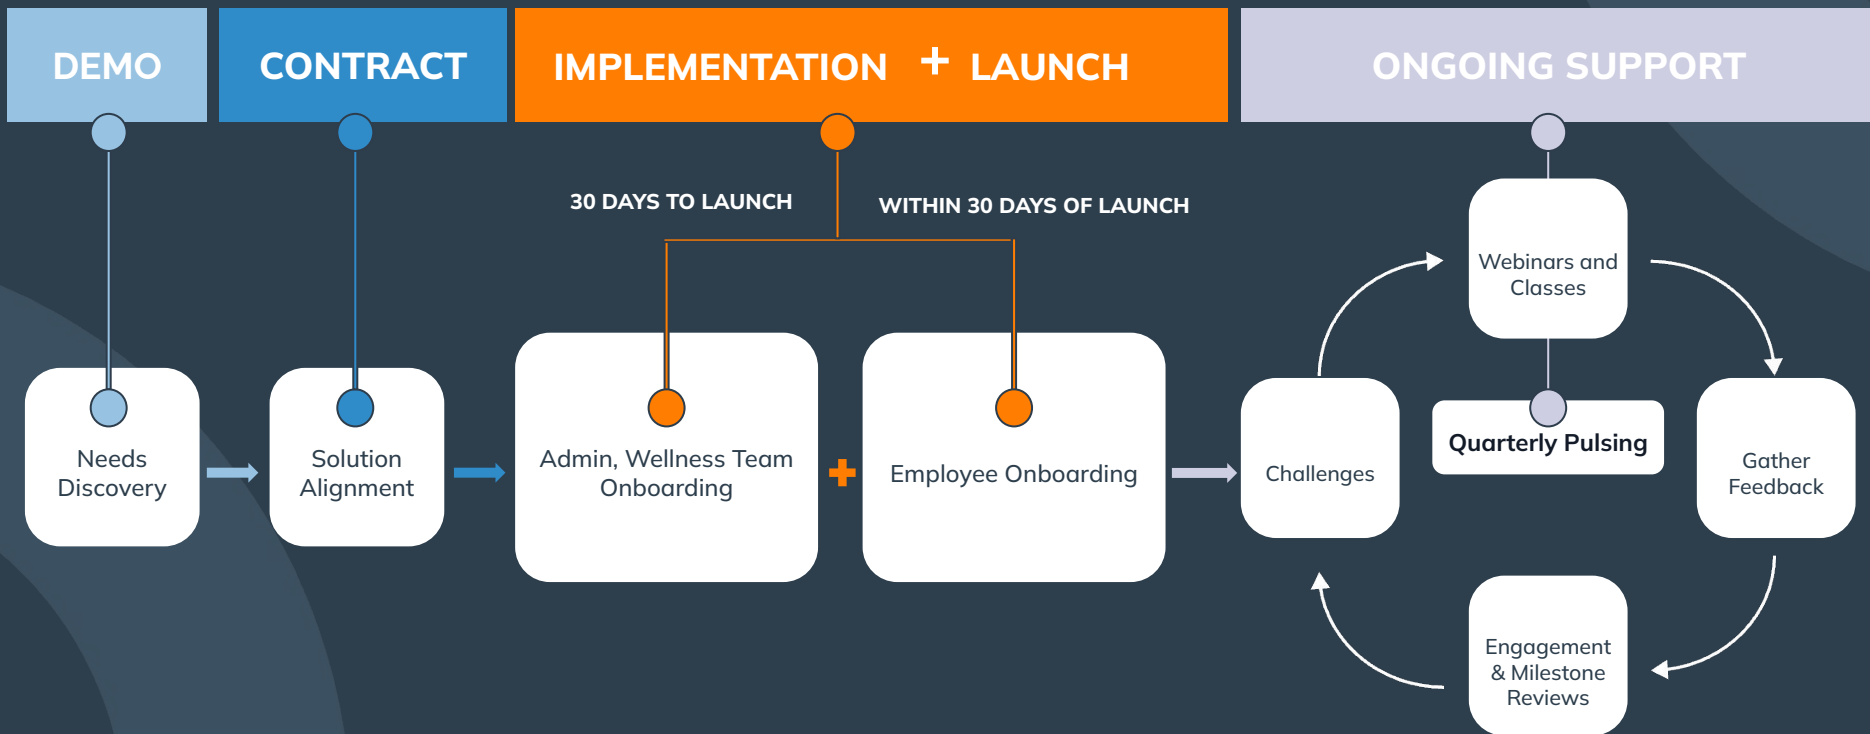 DEMO
CONTRACT
IMPLEMENTATION + LAUNCH
ONGOING SUPPORT
30 DAYS TO LAUNCH
WITHIN 30 DAYS OF LAUNCH
Needs
Discovery
Solution
Alignment
Admin, Wellness Team
Onboarding
Employee Onboarding
Challenges
Webinars and
Classes
Quarterly Pulsing
Gather
Feedback
Engagement
& Milestone
Reviews